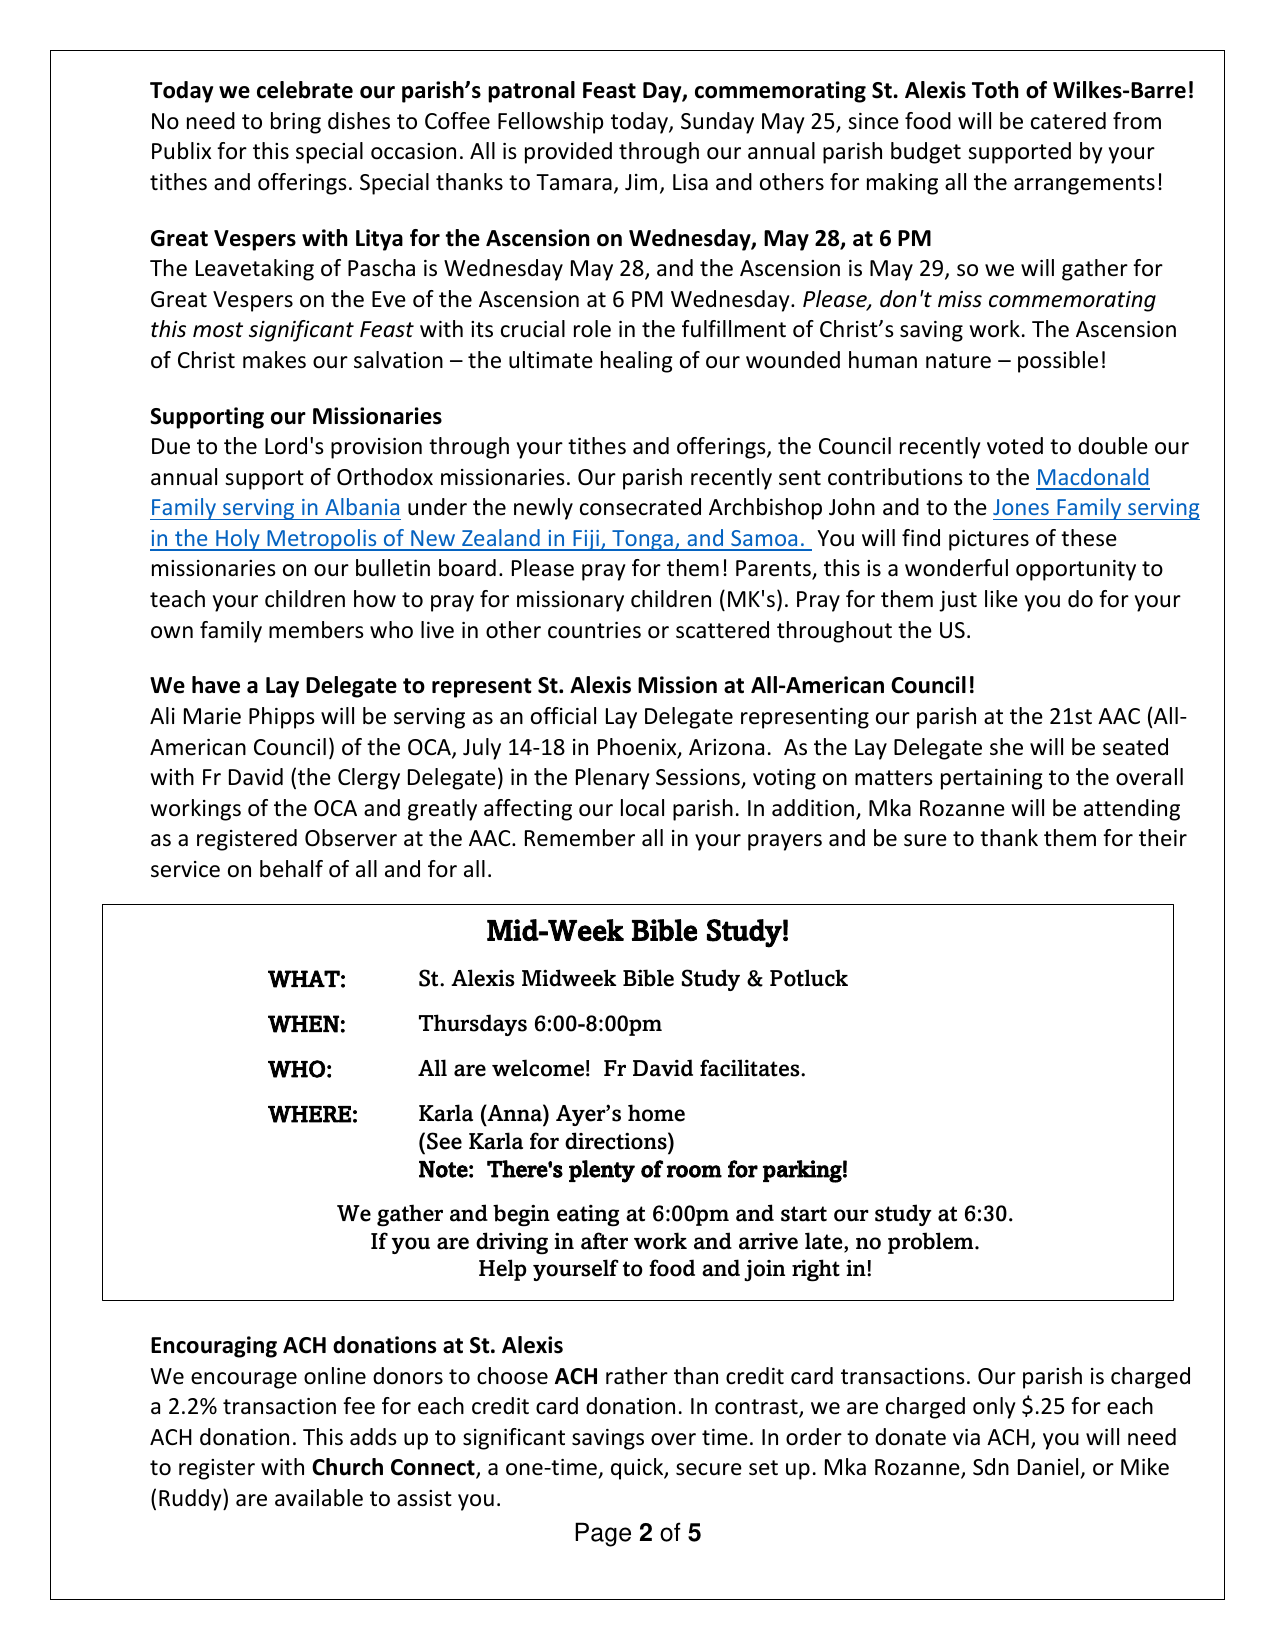 Today we celebrate our parish’s patronal Feast Day, commemorating St. Alexis Toth of Wilkes-Barre!
No need to bring dishes to Coffee Fellowship today, Sunday May 25, since food will be catered from
Publix for this special occasion. All is provided through our annual parish budget supported by your
tithes and offerings. Special thanks to Tamara, Jim, Lisa and others for making all the arrangements!
Great Vespers with Litya for the Ascension on Wednesday, May 28, at 6 PM
The Leavetaking of Pascha is Wednesday May 28, and the Ascension is May 29, so we will gather for
Great Vespers on the Eve of the Ascension at 6 PM Wednesday. Please, don't miss commemorating
this most significant Feast with its crucial role in the fulfillment of Christ’s saving work. The Ascension
of Christ makes our salvation – the ultimate healing of our wounded human nature – possible!
Supporting our Missionaries
Due to the Lord's provision through your tithes and offerings, the Council recently voted to double our
annual support of Orthodox missionaries. Our parish recently sent contributions to the Macdonald
Family serving in Albania under the newly consecrated Archbishop John and to the Jones Family serving
in the Holy Metropolis of New Zealand in Fiji, Tonga, and Samoa. You will find pictures of these
missionaries on our bulletin board. Please pray for them! Parents, this is a wonderful opportunity to
teach your children how to pray for missionary children (MK's). Pray for them just like you do for your
own family members who live in other countries or scattered throughout the US.
We have a Lay Delegate to represent St. Alexis Mission at All-American Council!
Ali Marie Phipps will be serving as an official Lay Delegate representing our parish at the 21st AAC (All-
American Council) of the OCA, July 14-18 in Phoenix, Arizona.  As the Lay Delegate she will be seated
with Fr David (the Clergy Delegate) in the Plenary Sessions, voting on matters pertaining to the overall
workings of the OCA and greatly affecting our local parish. In addition, Mka Rozanne will be attending
as a registered Observer at the AAC. Remember all in your prayers and be sure to thank them for their
service on behalf of all and for all.
Mid-Week Bible Study!
WHAT: St. Alexis Midweek Bible Study & Potluck
WHEN: Thursdays 6:00-8:00pm
WHO: All are welcome!  Fr David facilitates.
WHERE: Karla (Anna) Ayer’s home
(See Karla for directions)
Note:  There's plenty of room for parking!
We gather and begin eating at 6:00pm and start our study at 6:30.
If you are driving in after work and arrive late, no problem.
Help yourself to food and join right in!
Encouraging ACH donations at St. Alexis
We encourage online donors to choose ACH rather than credit card transactions. Our parish is charged
a 2.2% transaction fee for each credit card donation. In contrast, we are charged only $.25 for each
ACH donation. This adds up to significant savings over time. In order to donate via ACH, you will need
to register with Church Connect, a one-time, quick, secure set up. Mka Rozanne, Sdn Daniel, or Mike
(Ruddy) are available to assist you.
Page 2 of 5